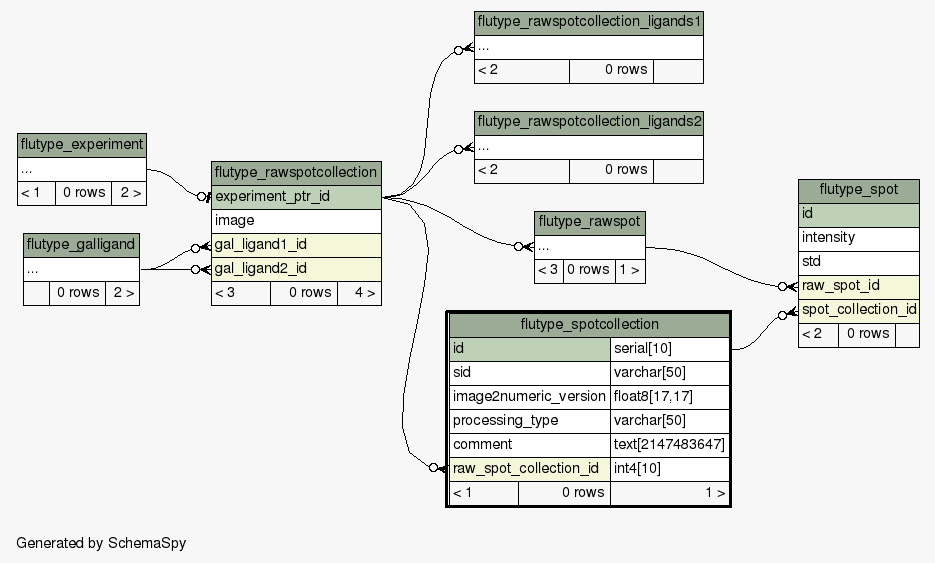 flutype_rawspotcollection_ligands1
...
< 2 0 rows
flutype_rawspotcollection_ligands2
...
< 2 0 rows
flutype_experiment
...
< 1 0 rows 2 >
flutype_rawspotcollection
experiment_ptr_id
image
gal_ligand1_id
gal_ligand2_id
< 3 0 rows 4 >
flutype_galligand
...
0 rows 2 >
flutype_rawspot
...
< 3 0 rows 1 >
flutype_spot
id
intensity
std
raw_spot_id
spot_collection_id
< 2 0 rows
flutype_spotcollection
id serial[10]
sid varchar[50]
image2numeric_version float8[17,17]
processing_type varchar[50]
comment text[2147483647]
raw_spot_collection_id int4[10]
< 1 0 rows 1 >
Generated by SchemaSpy